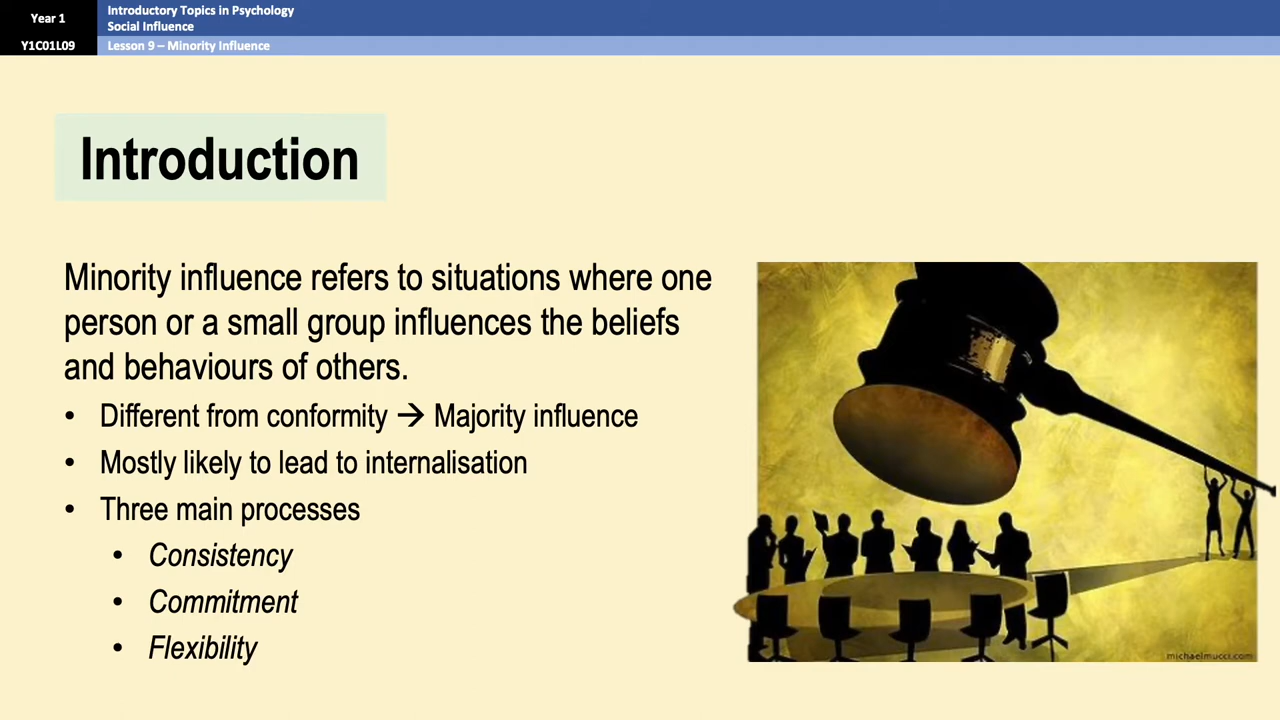 Year 1
Y1C01L09
Introductory Topics in Psychology
Social Influence
Lesson 9 – Minority Influence
Introduction
Minority influence refers to situations where one
person or a small group influences the beliefs
and behaviours of others.
• Different from conformity → Majority influence
• Mostly likely to lead to internalisation
• Three main processes
• Consistency
• Commitment
• Flexibility
michaelmucci.com